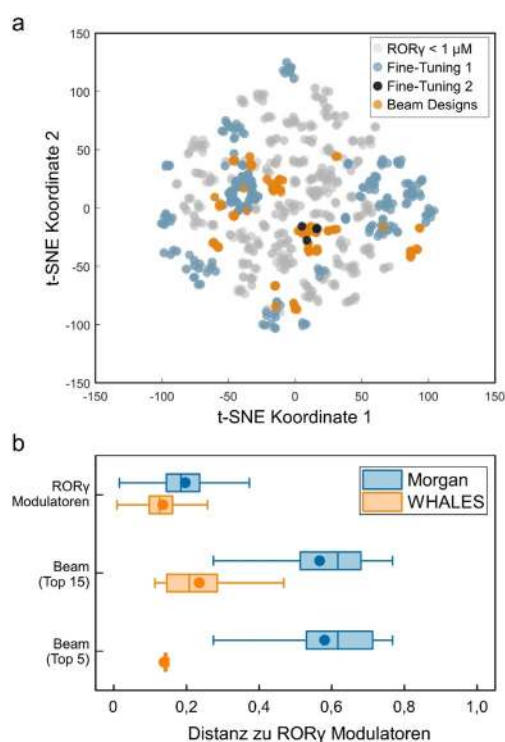 a
150
100
50
0
-50
-100
-150
-150
-100
-50
0
50
100
150
t-SNE Koordinate 2
t-SNE Koordinate 1
RORγ < 1 µM
Fine-Tuning 1
Fine-Tuning 2
Beam Designs
b
RORγ
Modulatoren
Beam
(Top 15)
Beam
(Top 5)
Morgan
WHALES
0
0,2
0,4
0,6
0,8
1,0
Distanz zu RORγ Modulatoren